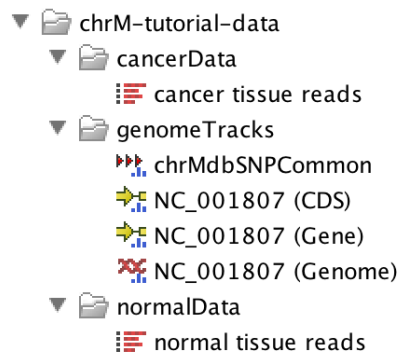 chrM-tutorial-data
cancerData
cancer tissue reads
genomeTracks
chrMdbSNPCommon
NC_001807 (CDS)
NC_001807 (Gene)
NC_001807 (Genome)
normalData
normal tissue reads